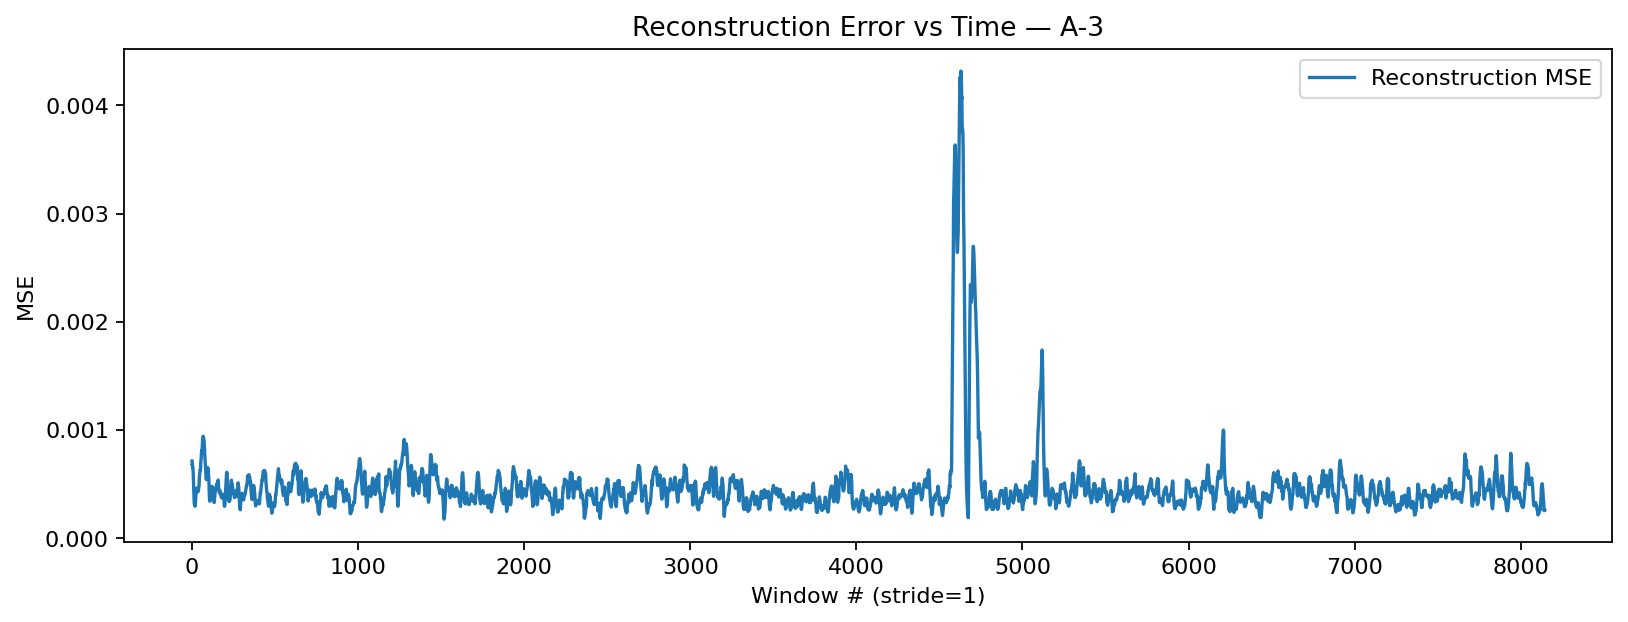 Reconstruction Error vs Time — A-3
Reconstruction MSE
MSE
0.004
0.003
0.002
0.001
0.000
0 1000 2000 3000 4000 5000 6000 7000 8000
Window # (stride=1)